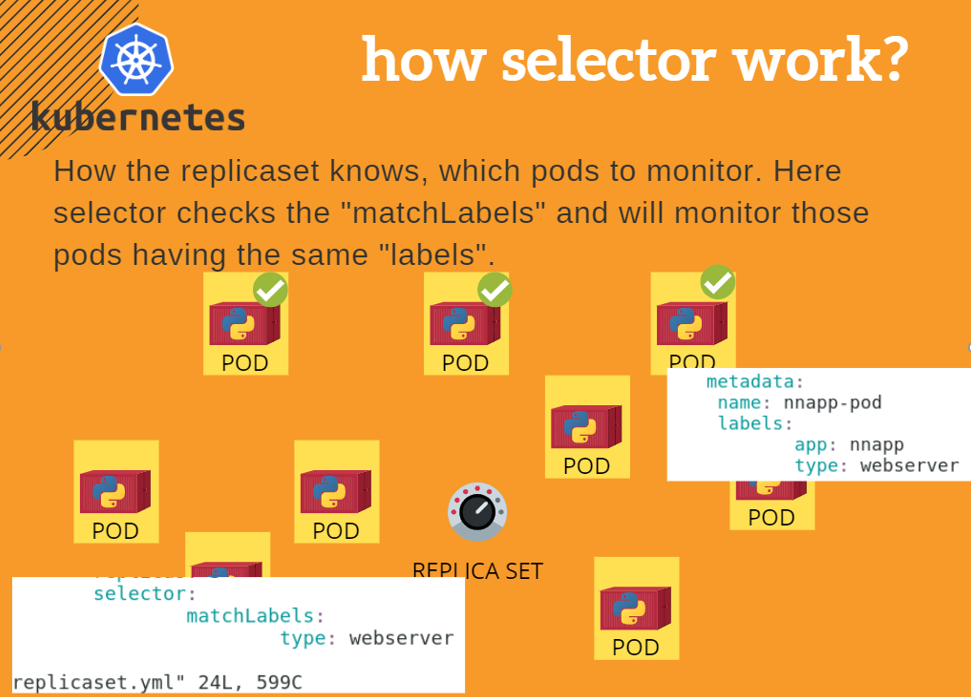 how selector work?
kubernetes
How the replicaset knows, which pods to monitor. Here
selector checks the "matchLabels" and will monitor those
pods having the same "labels".
POD
POD
POD
metadata:
name: nnapp-pod
labels:
app: nnapp
type: webserver
POD
POD
POD
POD
REPLICA SET
selector:
matchLabels:
type: webserver
replicaset.yml" 24L, 599C
POD